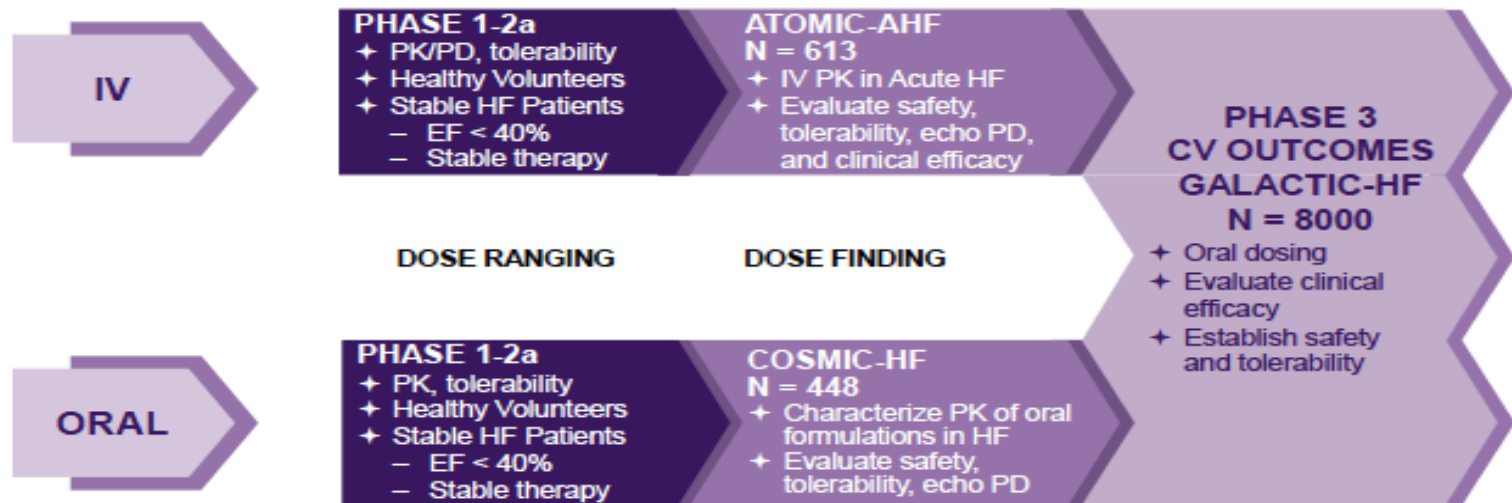 IV
PHASE 1-2a
✦ PK/PD, tolerability
✦ Healthy Volunteers
✦ Stable HF Patients
– EF < 40%
– Stable therapy
ATOMIC-AHF
N = 613
✦ IV PK in Acute HF
✦ Evaluate safety,
tolerability, echo PD,
and clinical efficacy
DOSE RANGING
DOSE FINDING
ORAL
PHASE 1-2a
✦ PK, tolerability
✦ Healthy Volunteers
✦ Stable HF Patients
– EF < 40%
– Stable therapy
COSMIC-HF
N = 448
✦ Characterize PK of oral
formulations in HF
✦ Evaluate safety,
tolerability, echo PD
PHASE 3
CV OUTCOMES
GALACTIC-HF
N = 8000
✦ Oral dosing
✦ Evaluate clinical
efficacy
✦ Establish safety
and tolerability